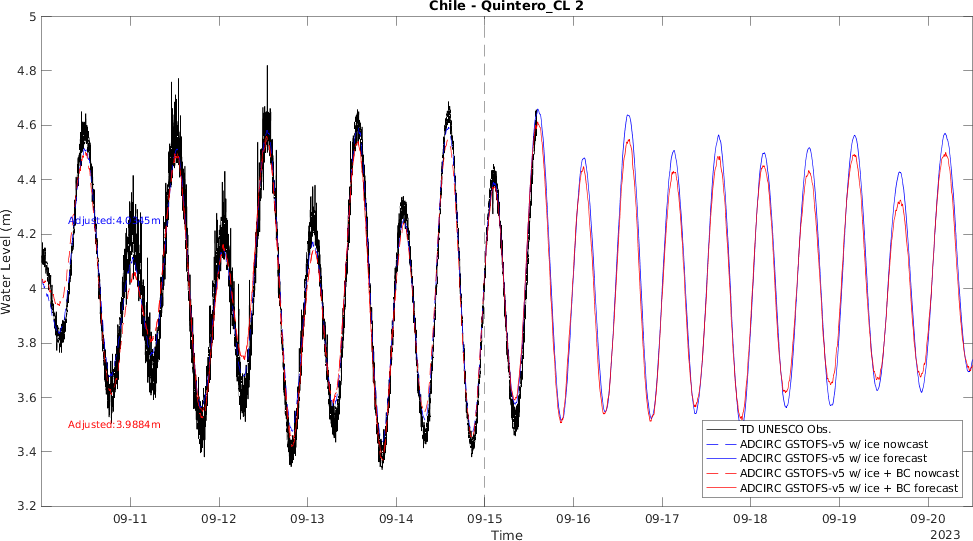 Chile - Quintero_CL 2
5
4.8
4.6
4.4
4.2
4
3.8
3.6
3.4
3.2
Water Level (m)
Adjusted:3.9884m
TD UNESCO Obs.
ADCIRC GSTOFS-v5 w/ ice nowcast
ADCIRC GSTOFS-v5 w/ ice forecast
ADCIRC GSTOFS-v5 w/ ice + BC nowcast
ADCIRC GSTOFS-v5 w/ ice + BC forecast
09-11 09-12 09-13 09-14 09-15 09-16 09-17 09-18 09-19 09-20
2023
Time